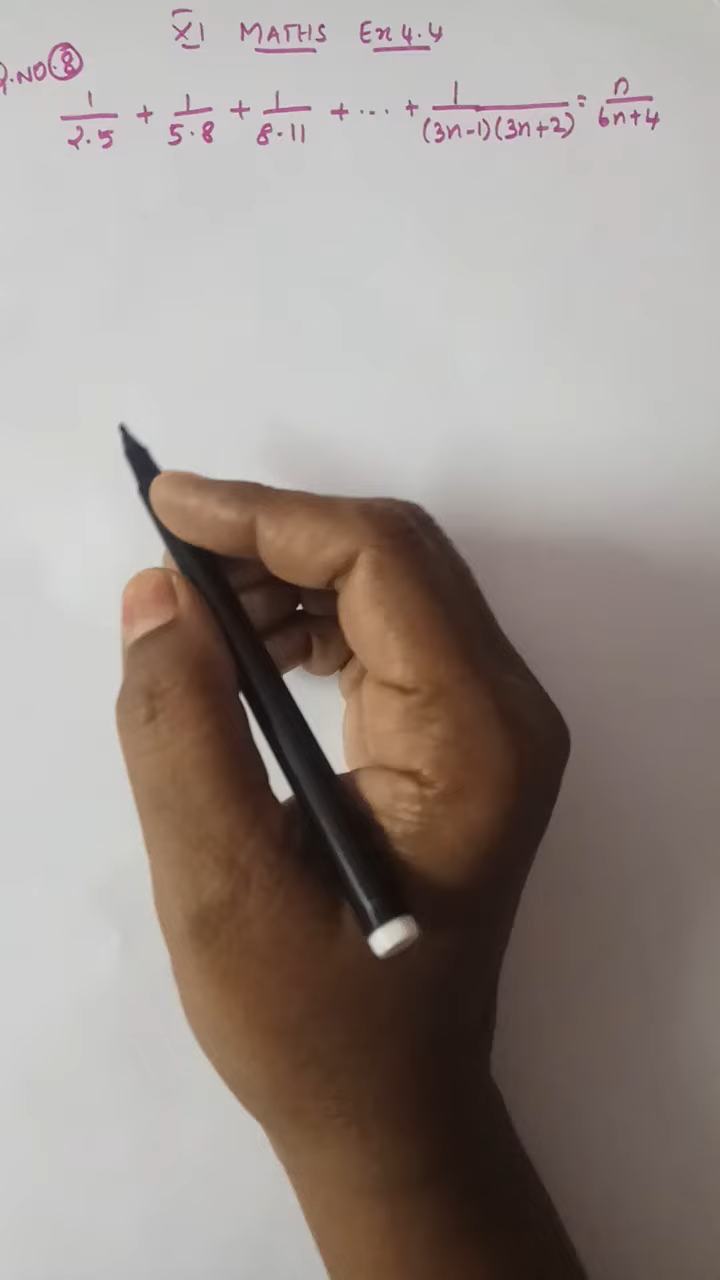 XI MATHS Ex 4.4
Q.NO 8
1/(2·5) + 1/(5·8) + 1/(8·11) + ... + 1/((3n-1)(3n+2)) = n/(6n+4)